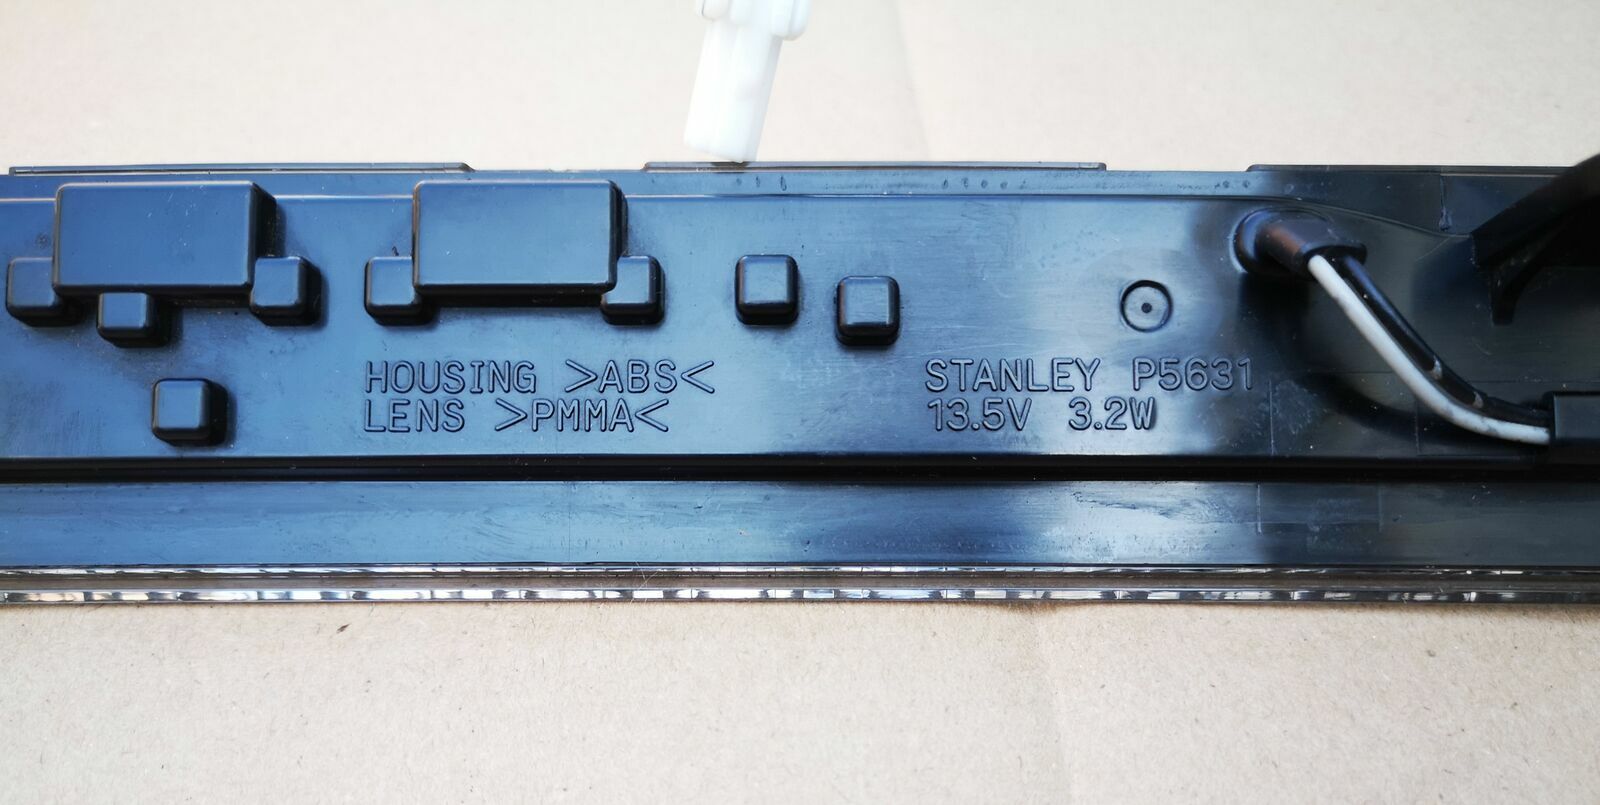 HOUSING >ABS<
LENS >PMMA<
STANLEY P5631
13.5V 3.2W